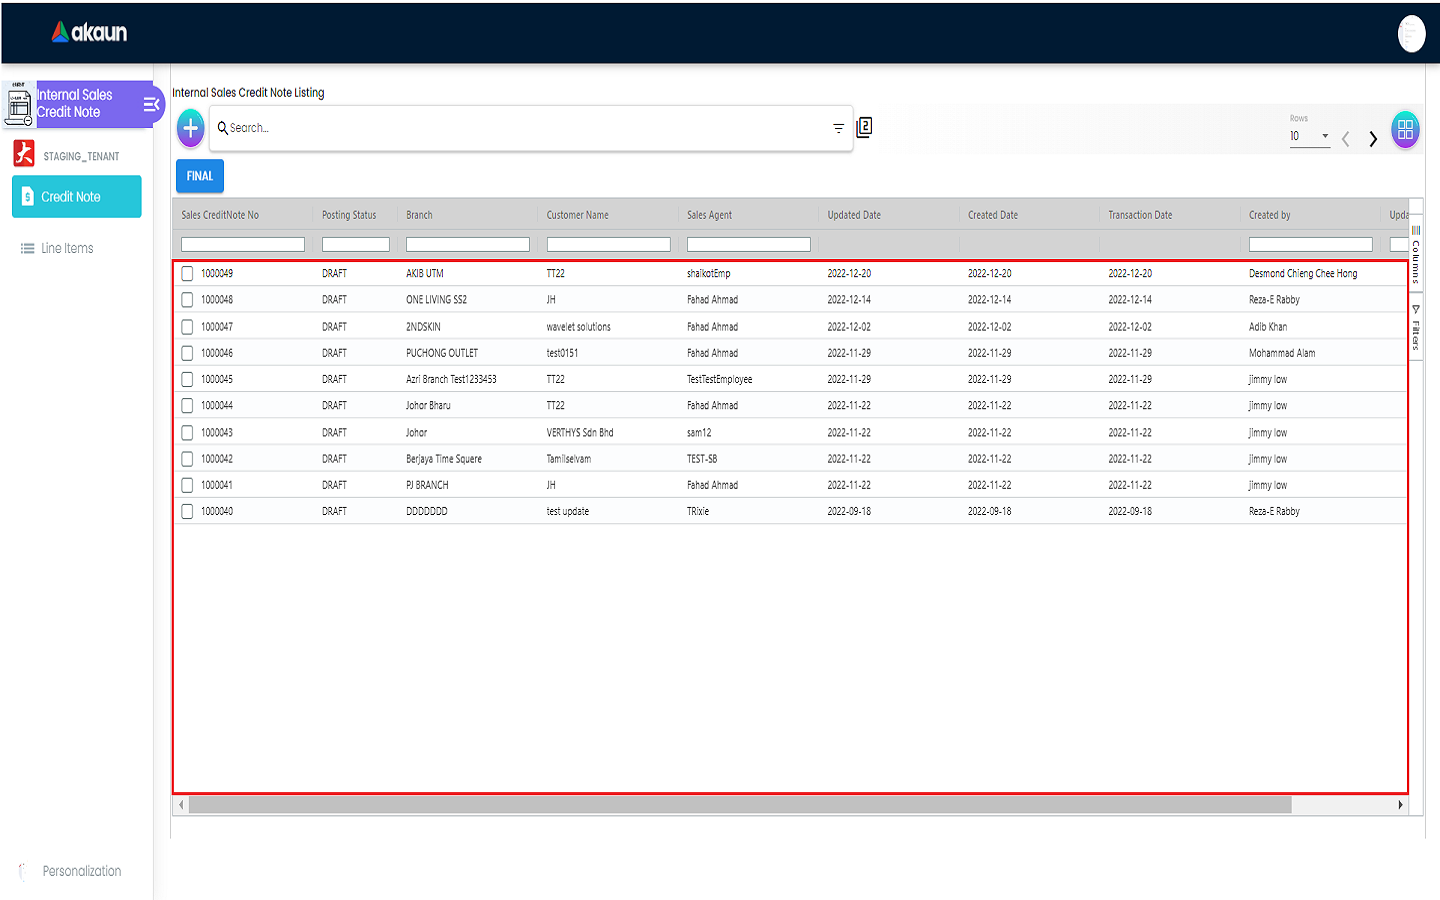 akaun
Internal Sales
Credit Note
STAGING_TENANT
Credit Note
Line Items
Personalization
Internal Sales Credit Note Listing
Search...
2
Rows
10
FINAL
Sales CreditNote No Posting Status Branch Customer Name Sales Agent Updated Date Created Date Transaction Date Created by Upda
1000049 DRAFT AKIB UTM TT22 shaikatEmp 2022-12-20 2022-12-20 2022-12-20 Desmond Chieng Chee Hong
1000048 DRAFT ONE LIVING SS2 JH Fahad Ahmad 2022-12-14 2022-12-14 2022-12-14 Reza-E Rabby
1000047 DRAFT 2NDSKIN wavelet solutions Fahad Ahmad 2022-12-02 2022-12-02 2022-12-02 Adib Khan
1000046 DRAFT PUCHONG OUTLET test0151 Fahad Ahmad 2022-11-29 2022-11-29 2022-11-29 Mohammad Alam
1000045 DRAFT Azri Branch Test1233453 TT22 TestTestEmployee 2022-11-29 2022-11-29 2022-11-29 jimmy low
1000044 DRAFT Johor Bharu TT22 Fahad Ahmad 2022-11-22 2022-11-22 2022-11-22 jimmy low
1000043 DRAFT Johor VERTHYS Sdn Bhd sam12 2022-11-22 2022-11-22 2022-11-22 jimmy low
1000042 DRAFT Berjaya Time Squere Tamilselvam TEST-SB 2022-11-22 2022-11-22 2022-11-22 jimmy low
1000041 DRAFT PJ BRANCH JH Fahad Ahmad 2022-11-22 2022-11-22 2022-11-22 jimmy low
1000040 DRAFT DDDDDDD test update TRixie 2022-09-18 2022-09-18 2022-09-18 Reza-E Rabby
Columns
Filters